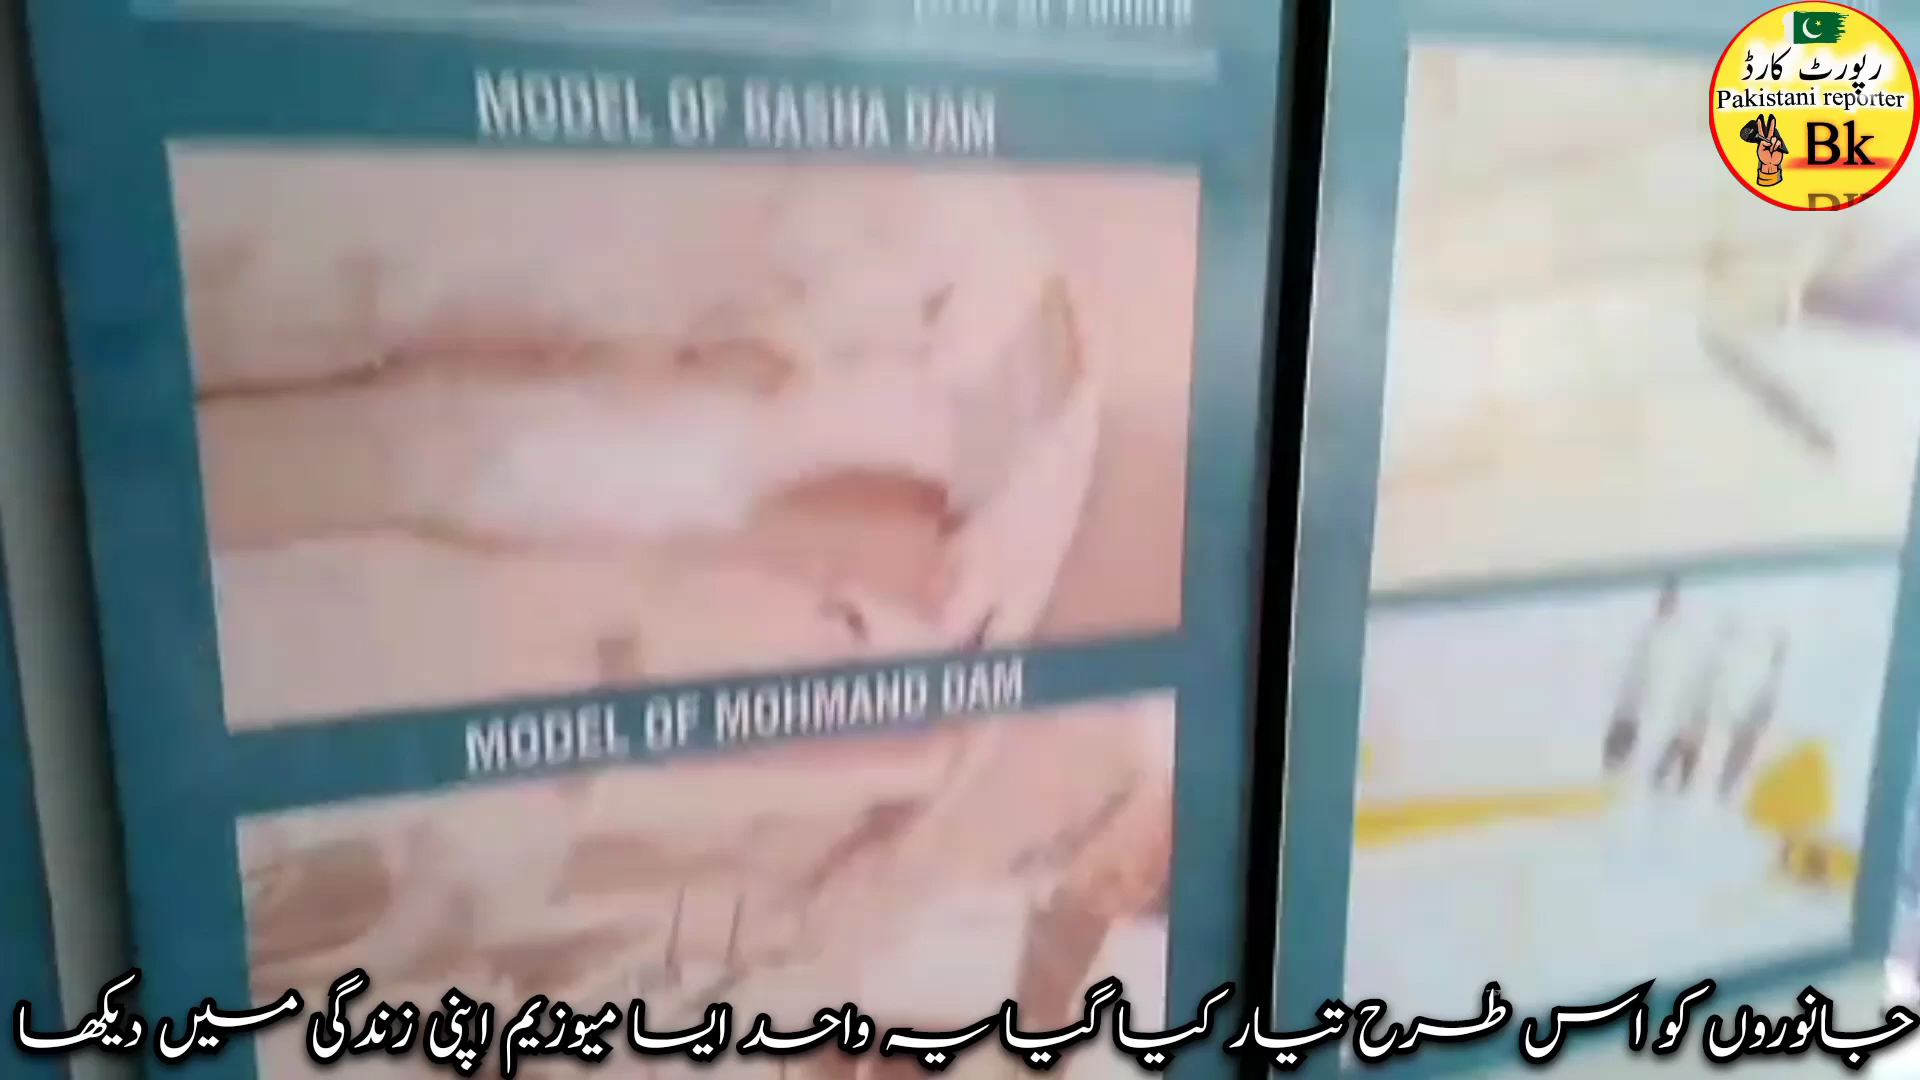 MODEL OF BASHA DAM
MODEL OF MOHMAND DAM
رپورٹ کارڈ
Pakistani reporter
Bk
جانوروں کو اس طرح تیار کیا گیا یہ واحد ایسا میوزیم اپنی زندگی میں دیکھا